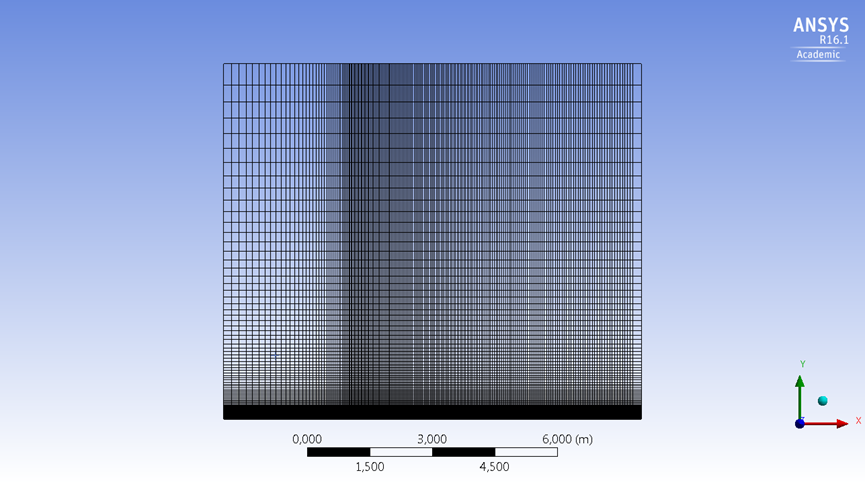 ANSYS
R16.1
Academic
Y
X
0,000 3,000 6,000 (m)
1,500 4,500